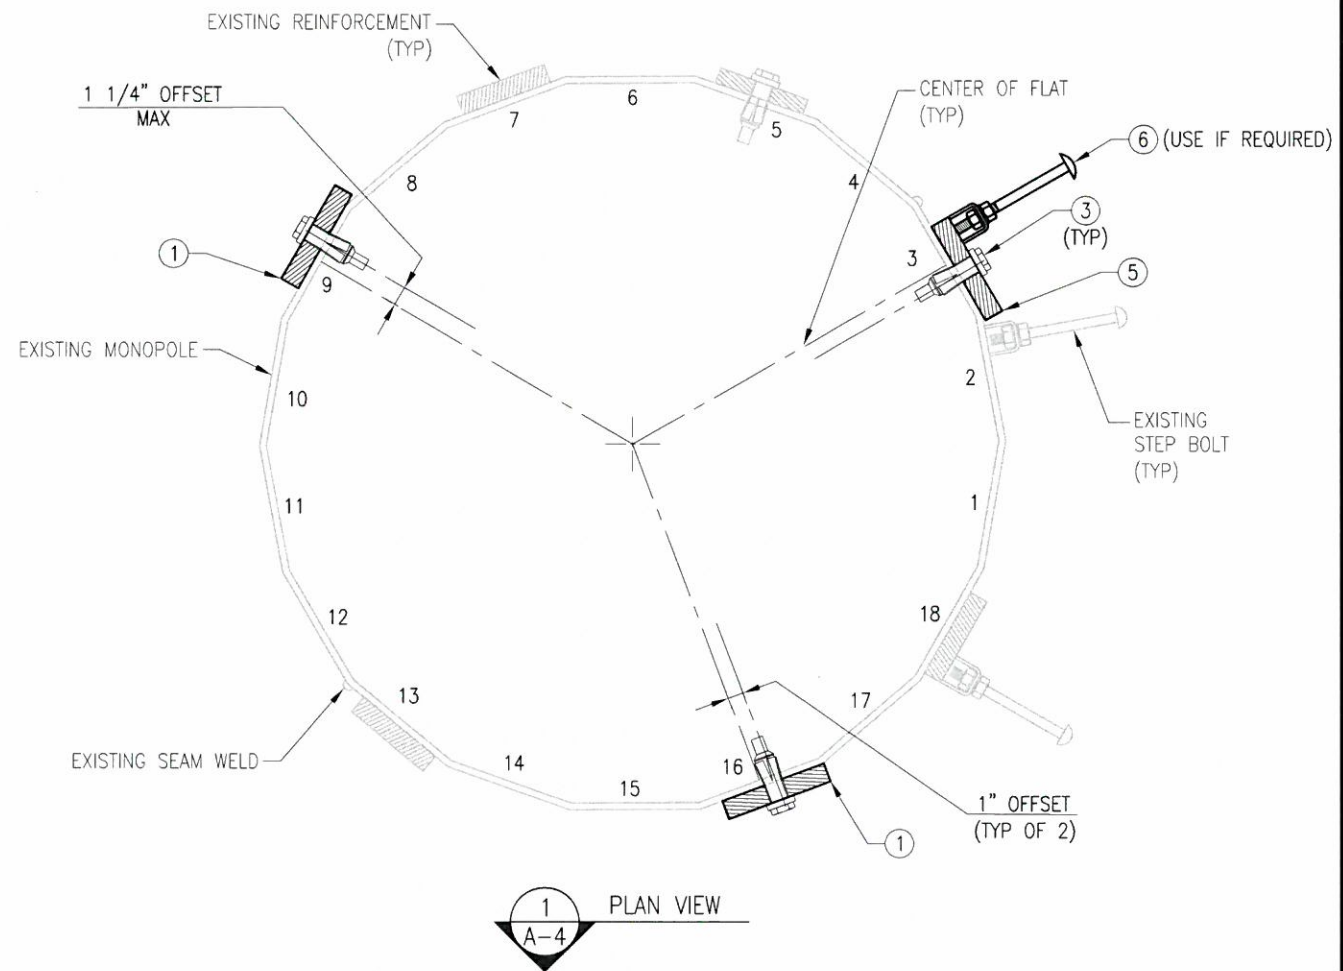 EXISTING REINFORCEMENT
(TYP)
1 1/4" OFFSET
MAX
CENTER OF FLAT
(TYP)
6 (USE IF REQUIRED)
3
(TYP)
5
1
EXISTING MONOPOLE
EXISTING
STEP BOLT
(TYP)
EXISTING SEAM WELD
1" OFFSET
(TYP OF 2)
1
6
7
5
8
4
9
3
10
2
11
1
12
18
13
17
14
16
15
1
A-4
PLAN VIEW